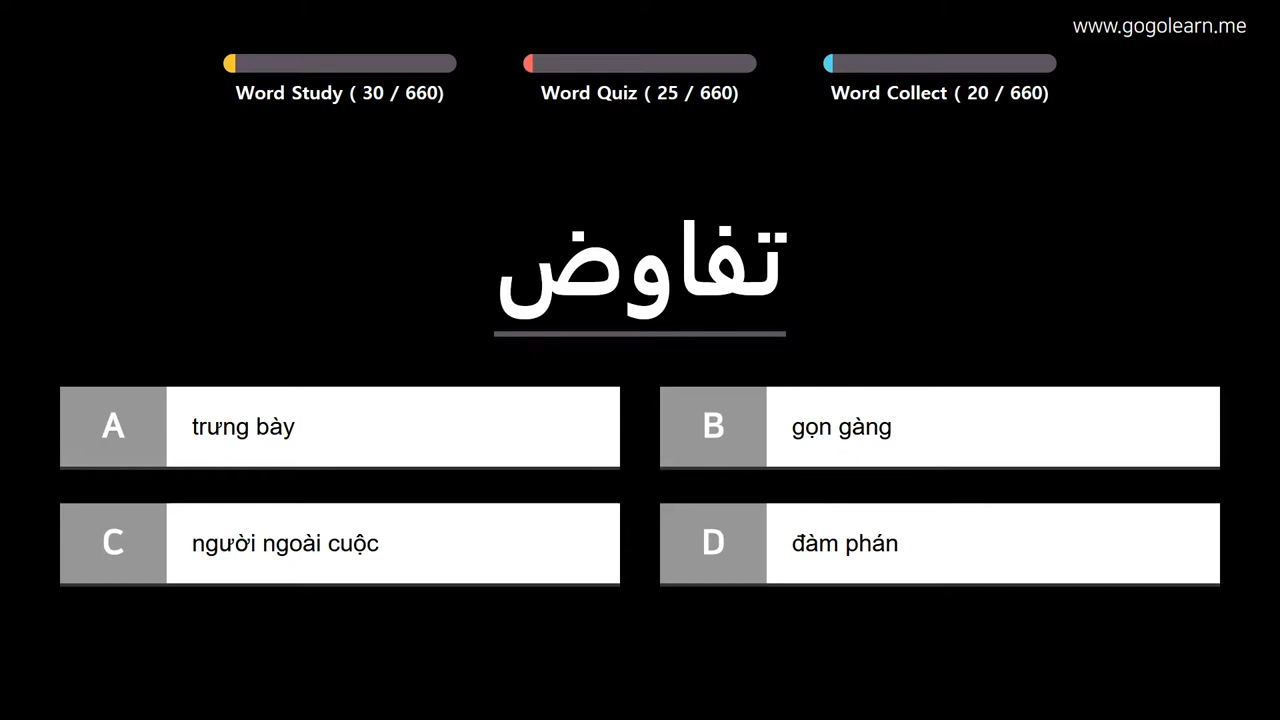 www.gogolearn.me
Word Study ( 30 / 660)
Word Quiz ( 25 / 660)
Word Collect ( 20 / 660)
تفاوض
A trưng bày
B gọn gàng
C người ngoài cuộc
D đàm phán